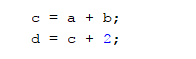 c = a + b;
d = c + 2;